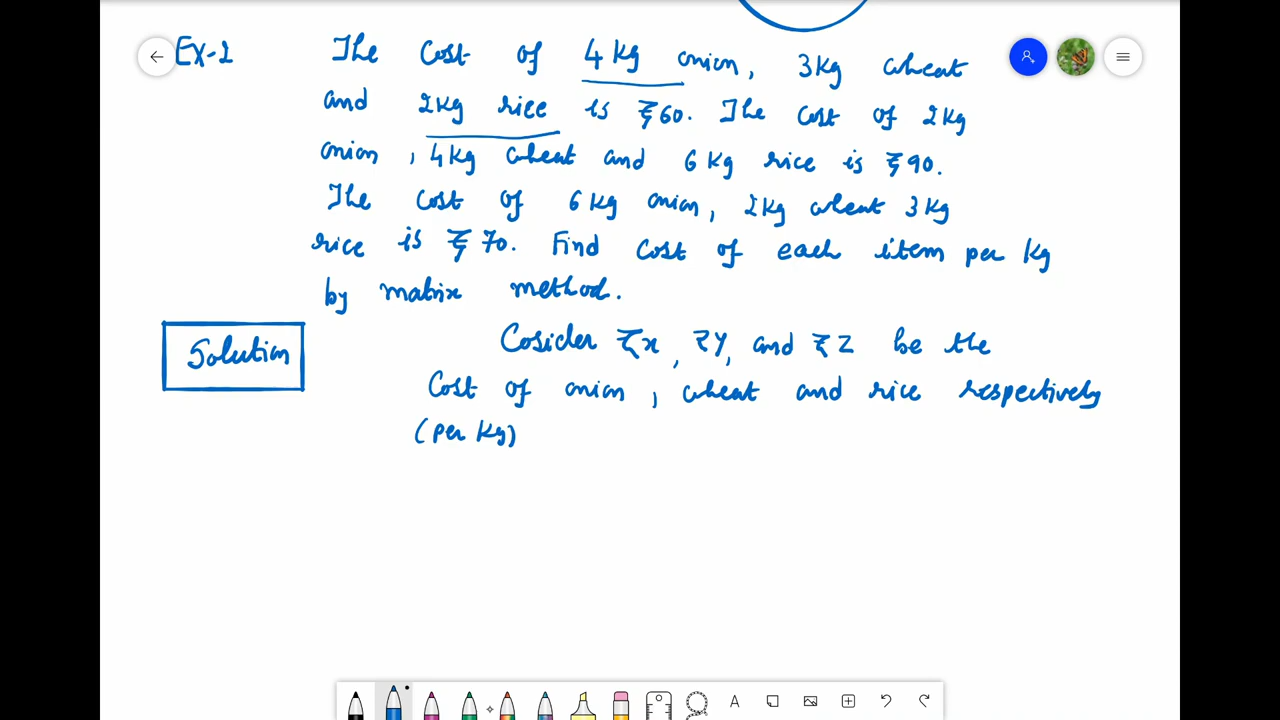 Ex-2 The cost of 4 Kg onion, 3Kg wheat
and 2Kg rice is ₹60. The cost of 2Kg
onion, 4Kg wheat and 6Kg rice is ₹90.
The cost of 6Kg onion, 2Kg wheat 3Kg
rice is ₹70. Find cost of each item per Kg
by matrix method.
Solution
Cosider ₹x, ₹Y, and ₹Z be the
cost of onion, wheat and rice respectively
(per Kg)
A